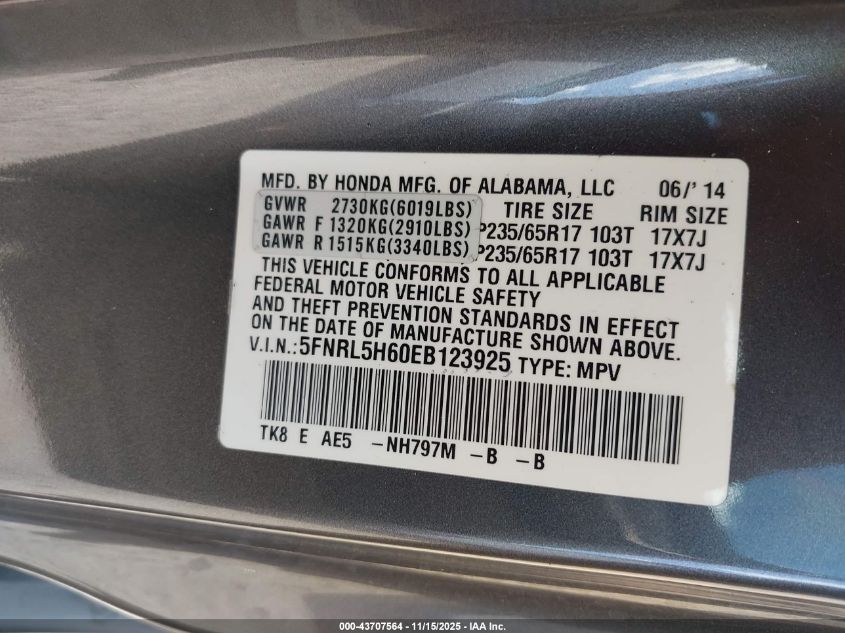 MFD. BY HONDA MFG. OF ALABAMA, LLC 06/' 14
GVWR 2730KG(6019LBS) TIRE SIZE RIM SIZE
GAWR F 1320KG(2910LBS) P235/65R17 103T 17X7J
GAWR R 1515KG(3340LBS) P235/65R17 103T 17X7J
THIS VEHICLE CONFORMS TO ALL APPLICABLE
FEDERAL MOTOR VEHICLE SAFETY
AND THEFT PREVENTION STANDARDS IN EFFECT
ON THE DATE OF MANUFACTURE SHOWN ABOVE.
V.I.N.:5FNRL5H60EB123925 TYPE: MPV
TK8 E AE5 -NH797M -B -B
000-43707564 - 11/15/2025 - IAA Inc.